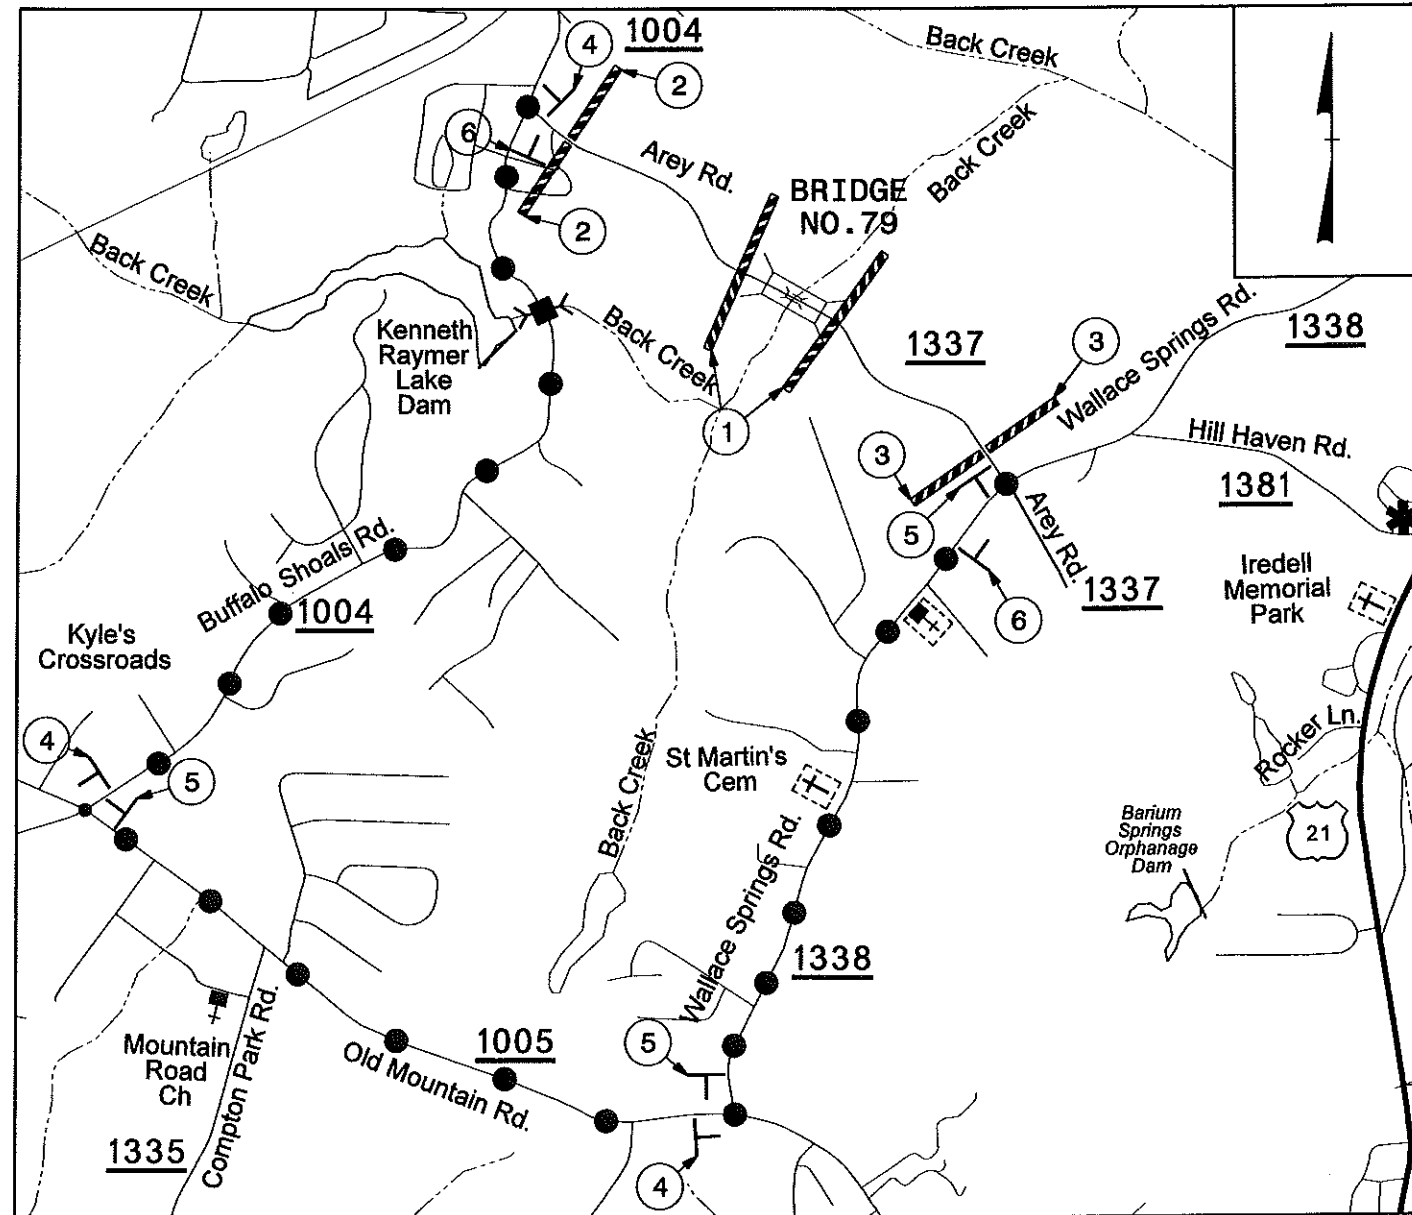 4
1004
2
Back Creek
6
Arey Rd.
Back Creek
BRIDGE
NO.79
2
Back Creek
Kenneth
Raymer
Lake
Dam
Back Creek
1337
3
Wallace Springs Rd.
1338
1
3
Hill Haven Rd.
1381
5
Arey Rd.
1337
6
Iredell
Memorial
Park
Buffalo Shoals Rd.
1004
Kyle's
Crossroads
4
5
Back Creek
St Martin's
Cem
Rocker Ln.
21
Barium
Springs
Orphanage
Dam
Wallace Springs Rd.
1338
Mountain
Road
Ch
Compton Park Rd.
1335
1005
Old Mountain Rd.
5
4